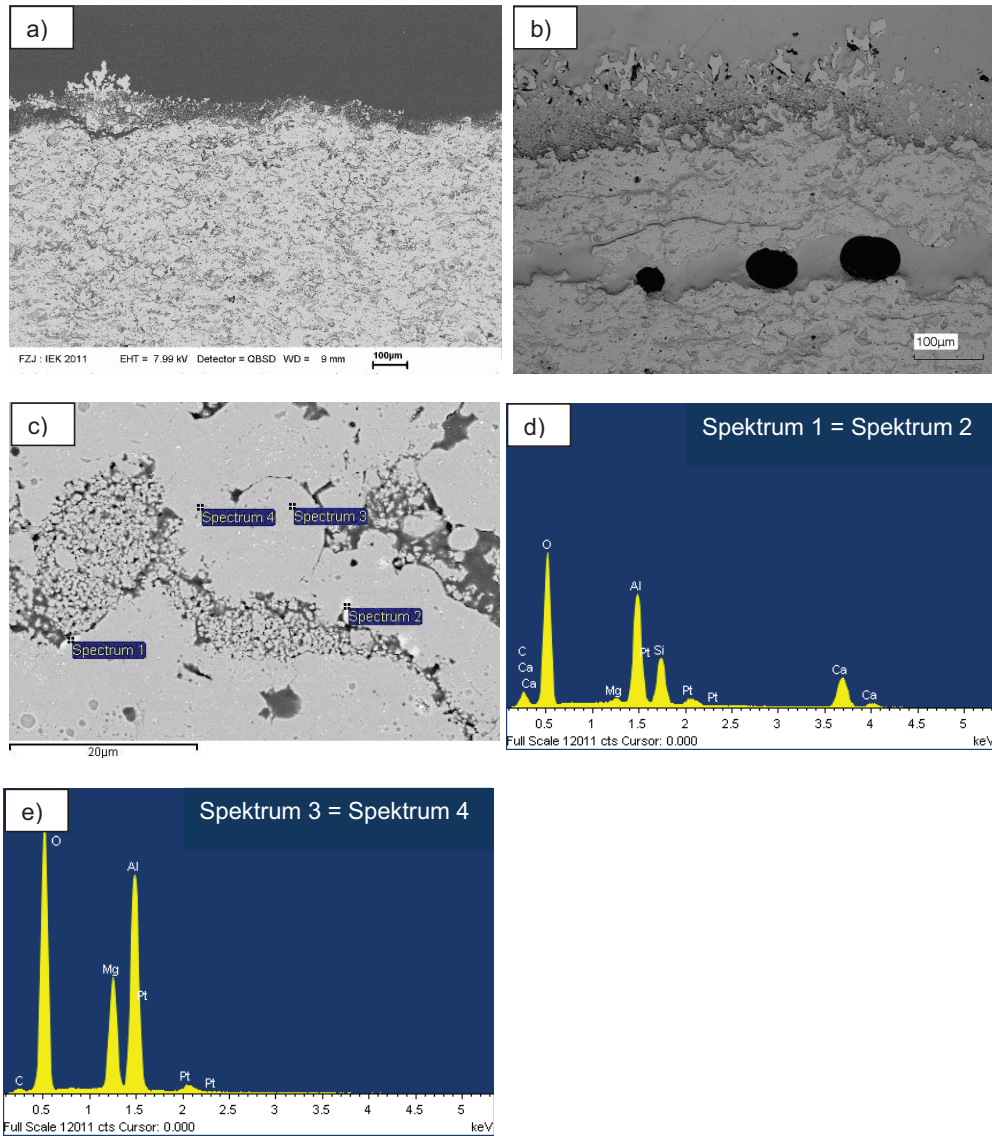 a)
FZJ : IEK 2011 EHT = 7.99 kV Detector = QBSD WD = 9 mm 100µm
b)
100µm
c)
Spectrum 4
Spectrum 3
Spectrum 2
Spectrum 1
20µm
d)
Spektrum 1 = Spektrum 2
O
Al
C
Pt
Si
Ca
Ca
Ca
Mg
Pt
Pt
Ca
0.5 1 1.5 2 2.5 3 3.5 4 4.5 5
Full Scale 12011 cts Cursor: 0.000 keV
e)
Spektrum 3 = Spektrum 4
O
Al
Mg
Pt
C
Pt
Pt
0.5 1 1.5 2 2.5 3 3.5 4 4.5 5
Full Scale 12011 cts Cursor: 0.000 keV